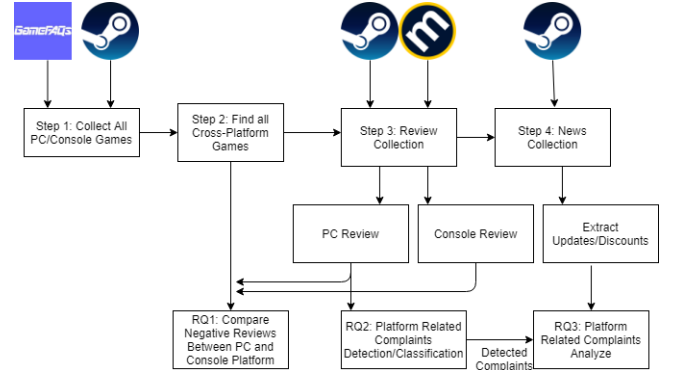 GameFAQs
m
Step 1: Collect All
PC/Console Games
Step 2: Find all
Cross-Platform
Games
Step 3: Review
Collection
Step 4: News
Collection
PC Review
Console Review
Extract
Updates/Discounts
RQ1: Compare
Negative Reviews
Between PC and
Console Platform
RQ2: Platform Related
Complaints
Detection/Classification
Detected
Complaints
RQ3: Platform
Related Complaints
Analyze